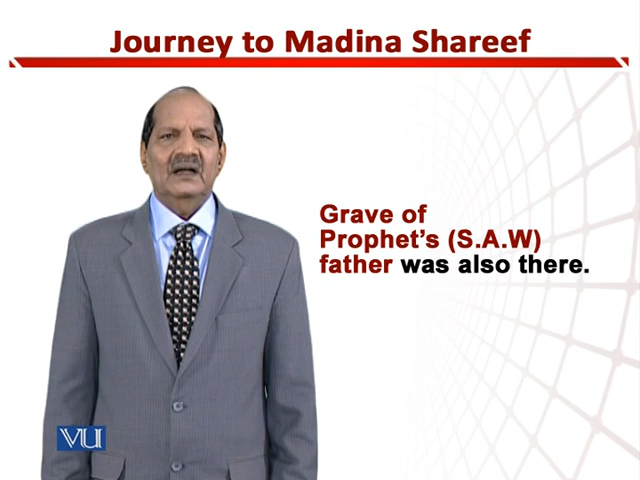 Journey to Madina Shareef
Grave of
Prophet's (S.A.W)
father was also there.
VU